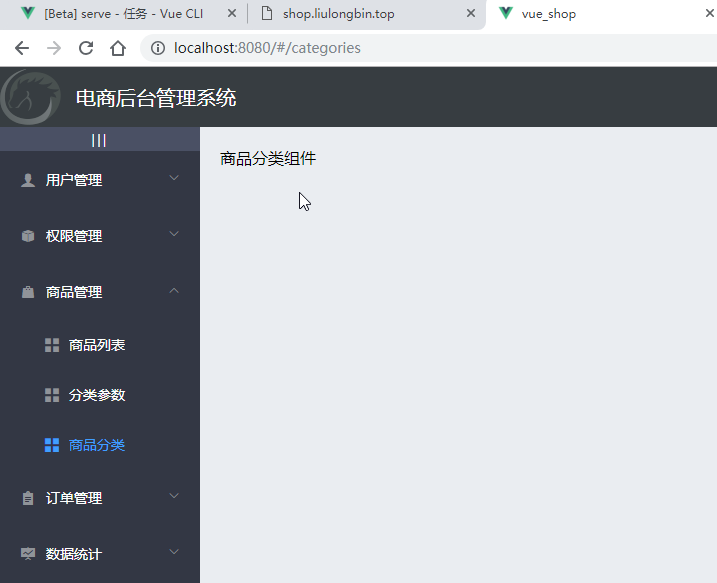 [Beta] serve - 任务 - Vue CLI
shop.liulongbin.top
vue_shop
localhost:8080/#/categories
电商后台管理系统
|||
用户管理
商品分类组件
权限管理
商品管理
商品列表
分类参数
商品分类
订单管理
数据统计